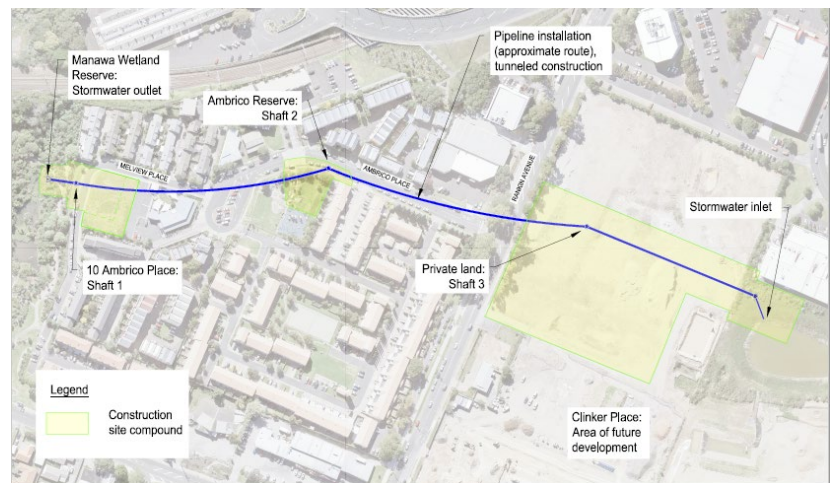 Manawa Wetland
Reserve:
Stormwater outlet
Ambrico Reserve:
Shaft 2
Pipeline installation
(approximate route),
tunneled construction
MELVIEW PLACE
AMBRICO PLACE
RANKIN AVENUE
Stormwater inlet
10 Ambrico Place:
Shaft 1
Private land:
Shaft 3
Legend
Construction
site compound
Clinker Place:
Area of future
development